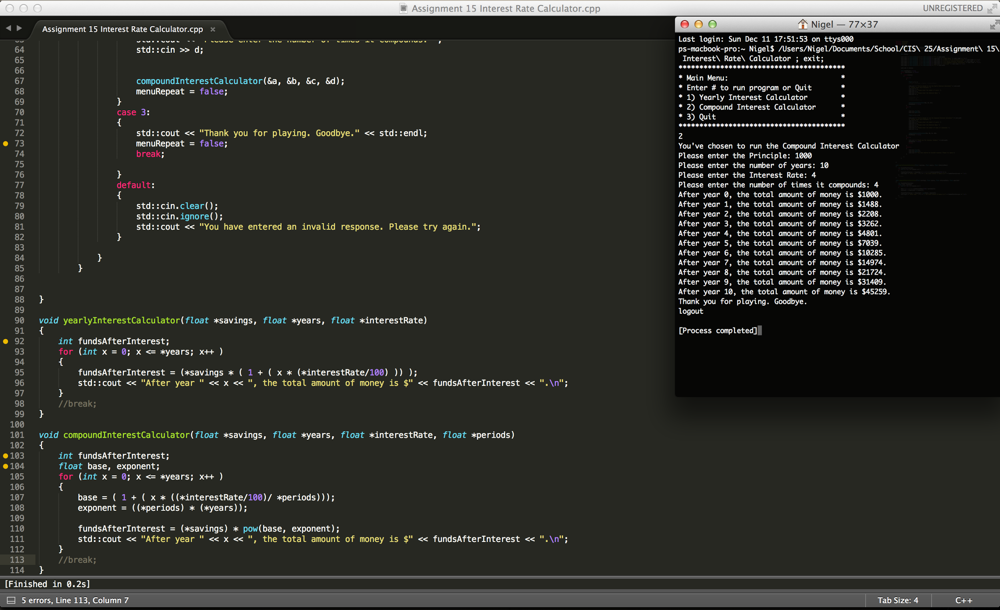 Assignment 15 Interest Rate Calculator.cpp
UNREGISTERED
Assignment 15 Interest Rate Calculator.cpp ×
63 std::cout << "Please enter the number of times it compounds: ";
64 std::cin >> d;
65
66
67 compoundInterestCalculator(&a, &b, &c, &d);
68 menuRepeat = false;
69 }
70 case 3:
71 {
72 std::cout << "Thank you for playing. Goodbye." << std::endl;
73 menuRepeat = false;
74 break;
75
76 }
77 default:
78 {
79 std::cin.clear();
80 std::cin.ignore();
81 std::cout << "You have entered an invalid response. Please try again.";
82 }
83
84 }
85 }
86
87
88 }
89
90 void yearlyInterestCalculator(float *savings, float *years, float *interestRate)
91 {
92 int fundsAfterInterest;
93 for (int x = 0; x <= *years; x++ )
94 {
95 fundsAfterInterest = (*savings * ( 1 + ( x * (*interestRate/100) )) );
96 std::cout << "After year " << x << ", the total amount of money is $" << fundsAfterInterest << ".\n";
97 }
98 //break;
99 }
100
101 void compoundInterestCalculator(float *savings, float *years, float *interestRate, float *periods)
102 {
103 int fundsAfterInterest;
104 float base, exponent;
105 for (int x = 0; x <= *years; x++ )
106 {
107 base = ( 1 + ( x * ((*interestRate/100)/ *periods)));
108 exponent = ((*periods) * (*years));
109
110 fundsAfterInterest = (*savings) * pow(base, exponent);
111 std::cout << "After year " << x << ", the total amount of money is $" << fundsAfterInterest << ".\n";
112 }
113 //break;
114 }
[Finished in 0.2s]
5 errors, Line 113, Column 7
Tab Size: 4
C++
Nigel — 77×37
Last login: Sun Dec 11 17:51:53 on ttys000
ps-macbook-pro:~ Nigel$ /Users/Nigel/Documents/School/CIS\ 25/Assignment\ 15\
Interest\ Rate\ Calculator ; exit;
****************************************
* Main Menu: *
* Enter # to run program or Quit *
* 1) Yearly Interest Calculator *
* 2) Compound Interest Calculator *
* 3) Quit *
****************************************
2
You've chosen to run the Compound Interest Calculator
Please enter the Principle: 1000
Please enter the number of years: 10
Please enter the Interest Rate: 4
Please enter the number of times it compounds: 4
After year 0, the total amount of money is $1000.
After year 1, the total amount of money is $1488.
After year 2, the total amount of money is $2208.
After year 3, the total amount of money is $3262.
After year 4, the total amount of money is $4801.
After year 5, the total amount of money is $7039.
After year 6, the total amount of money is $10285.
After year 7, the total amount of money is $14974.
After year 8, the total amount of money is $21724.
After year 9, the total amount of money is $31409.
After year 10, the total amount of money is $45259.
Thank you for playing. Goodbye.
logout

[Process completed]